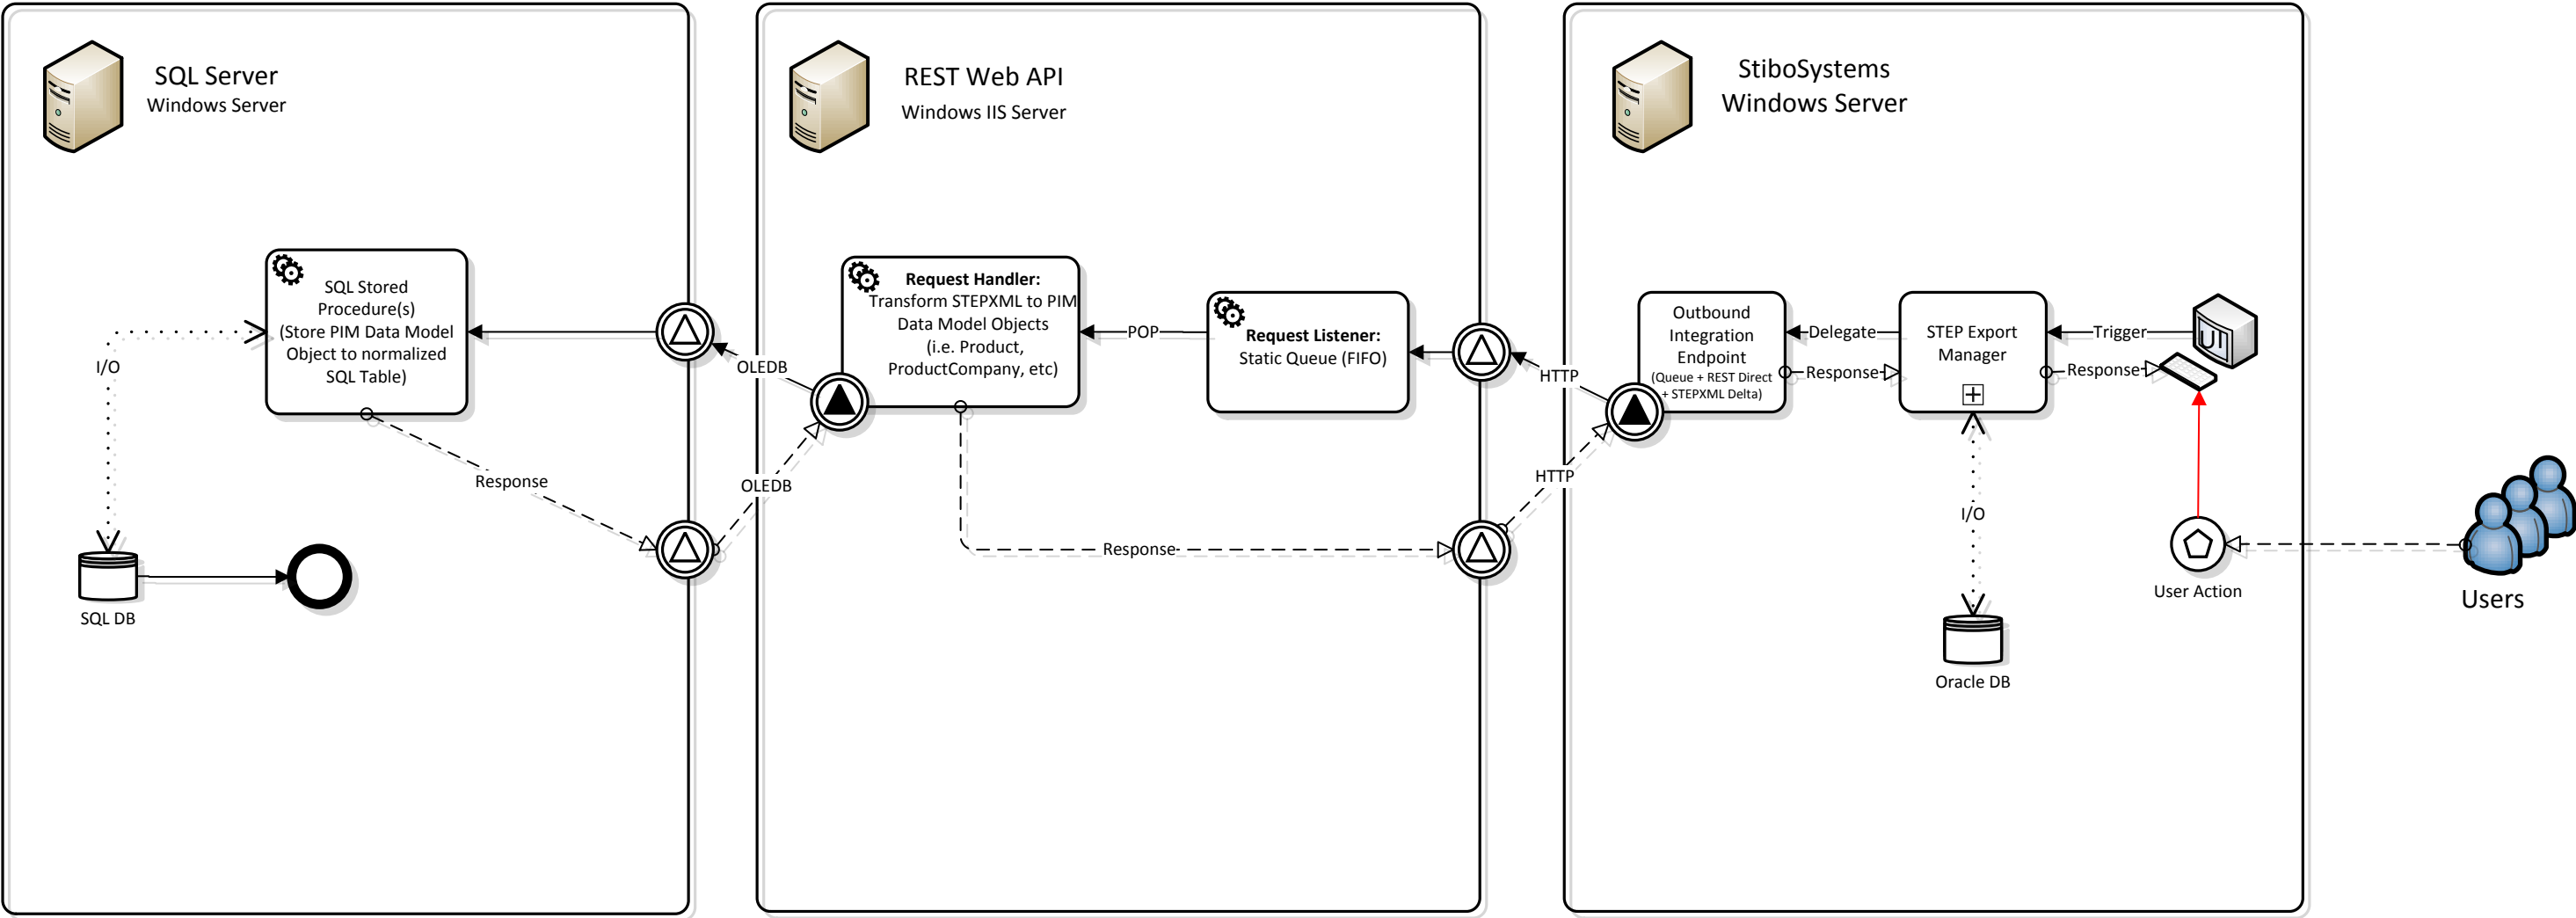 SQL Server
Windows Server
SQL Stored
Procedure(s)
(Store PIM Data Model
Object to normalized
SQL Table)
I/O
Response
SQL DB
OLEDB
OLEDB
REST Web API
Windows IIS Server
Request Handler:
Transform STEPXML to PIM
Data Model Objects
(i.e. Product,
ProductCompany, etc)
POP
Request Listener:
Static Queue (FIFO)
Response
HTTP
HTTP
StiboSystems
Windows Server
Outbound
Integration
Endpoint
(Queue + REST Direct
+ STEPXML Delta)
Delegate
Response
STEP Export
Manager
Trigger
Response
UI
I/O
Oracle DB
User Action
Users